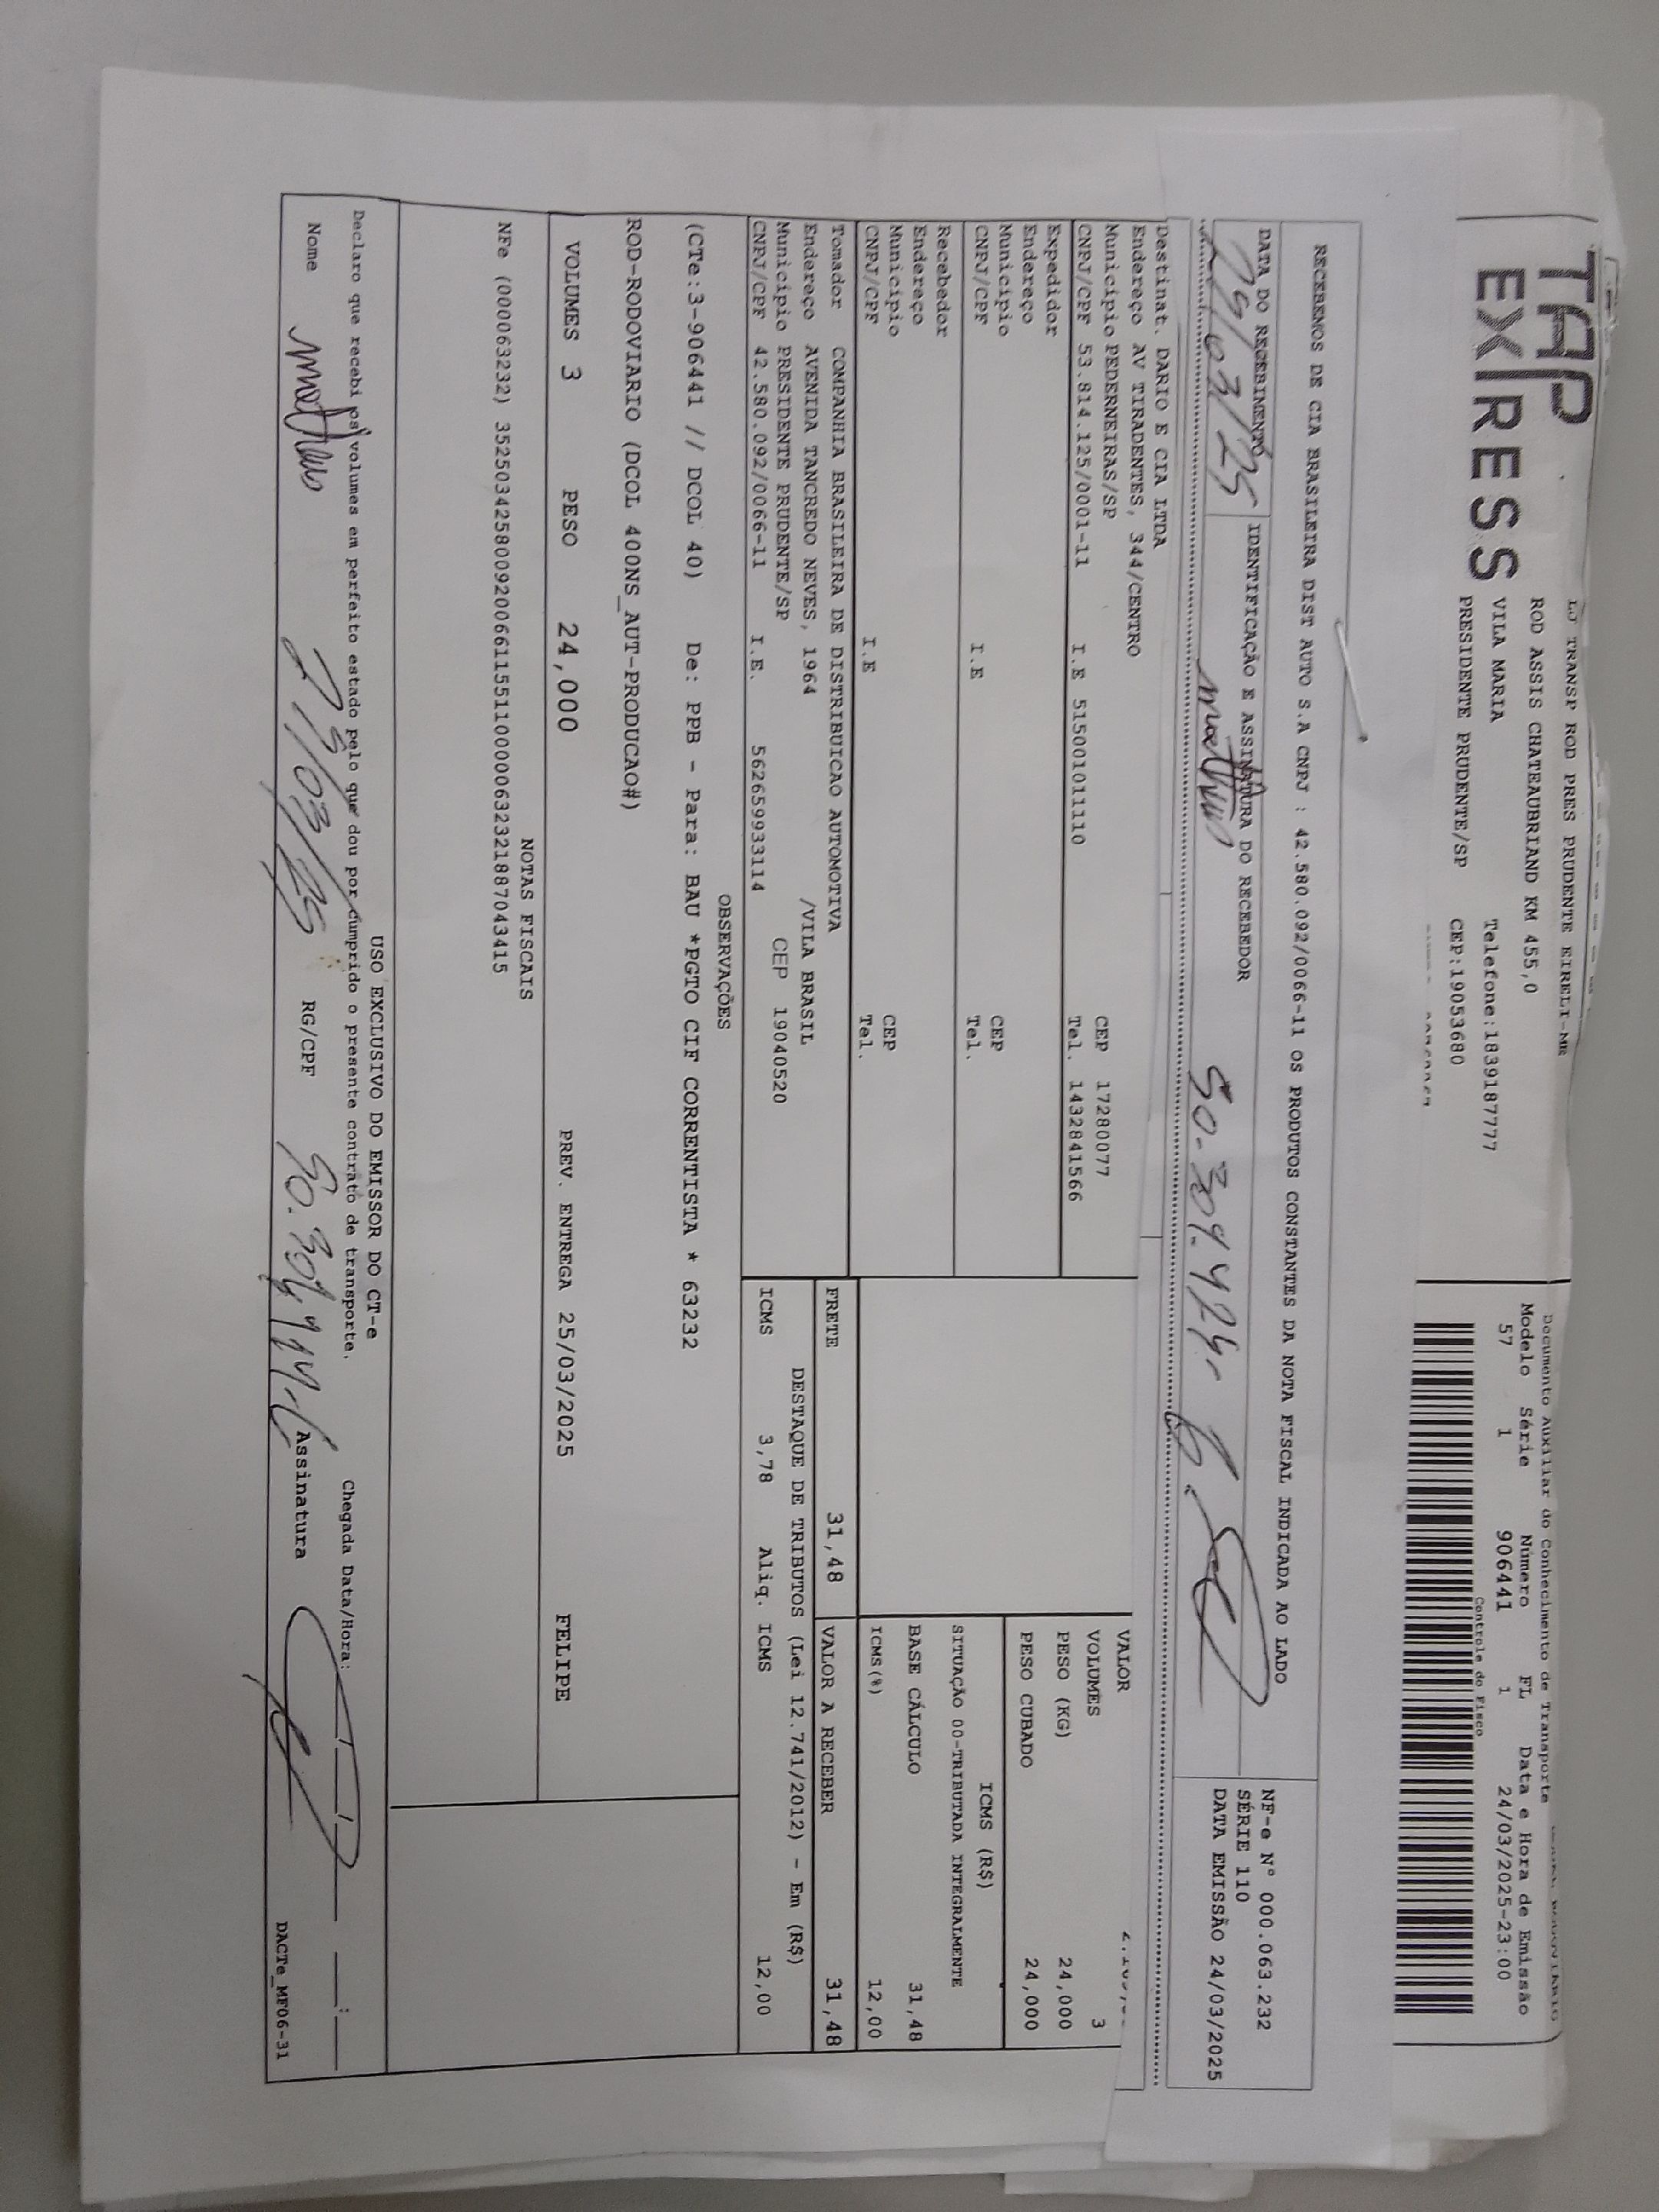 TAP
EXPRESS
LJ TRANSP ROD PRES PRUDENTE EIRELI-ME
ROD ASSIS CHATEAUBRIAND KM 455,0
VILA MARIA Telefone:1839187777
PRESIDENTE PRUDENTE/SP CEP:19053680
Documento Auxiliar do Conhecimento de Transporte
Modelo Série Número FL Data e Hora de Emissão
57 1 906441 1 24/03/2025-23:00
Controle do Fisco
RECEBEMOS DE CIA BRASILEIRA DIST AUTO S.A CNPJ : 42.580.092/0066-11 OS PRODUTOS CONSTANTES DA NOTA FISCAL INDICADA AO LADO
DATA DO RECEBIMENTO IDENTIFICAÇÃO E ASSINATURA DO RECEBEDOR
/03/25 matheus
NF-e N° 000.063.232
SÉRIE 110
DATA EMISSÃO 24/03/2025
Destinat. DARIO E CIA LTDA
Endereço AV TIRADENTES, 344/CENTRO
Município PEDERNEIRAS/SP CEP 17280077
CNPJ/CPF 53.814.125/0001-11 I.E 515001011110 Tel. 1432841566
Expedidor
Endereço
Município CEP
CNPJ/CPF I.E Tel.
Recebedor
Endereço
Município CEP
CNPJ/CPF I.E Tel.
Tomador COMPANHIA BRASILEIRA DE DISTRIBUICAO AUTOMOTIVA
Endereço AVENIDA TANCREDO NEVES, 1964 /VILA BRASIL
Município PRESIDENTE PRUDENTE/SP CEP 19040520
CNPJ/CPF 42.580.092/0066-11 I.E. 562659933114
VALOR
VOLUMES 3
PESO (KG) 24,000
PESO CUBADO 24,000
ICMS (R$)
SITUAÇÃO 00-TRIBUTADA INTEGRALMENTE
BASE CÁLCULO 31,48
ICMS(%) 12,00
FRETE 31,48 VALOR A RECEBER 31,48
DESTAQUE DE TRIBUTOS (Lei 12.741/2012) - Em (R$)
ICMS 3,78 Aliq. ICMS 12,00
OBSERVAÇÕES
(CTe:3-906441 // DCOL 40) De: PPB - Para: BAU *PGTO CIF CORRENTISTA * 63232
ROD-RODOVIARIO (DCOL 400NS_AUT-PRODUCAO#)
VOLUMES 3 PESO 24,000 PREV. ENTREGA 25/03/2025 FELIPE
NOTAS FISCAIS
NFe (000063232) 35250342580092006611551100000632321887043415
USO EXCLUSIVO DO EMISSOR DO CT-e
Declaro que recebi os volumes em perfeito estado pelo que dou por cumprido o presente contrato de transporte. Chegada Data/Hora:
Nome matheus /03/25 RG/CPF Assinatura
DACTe_MF06-31